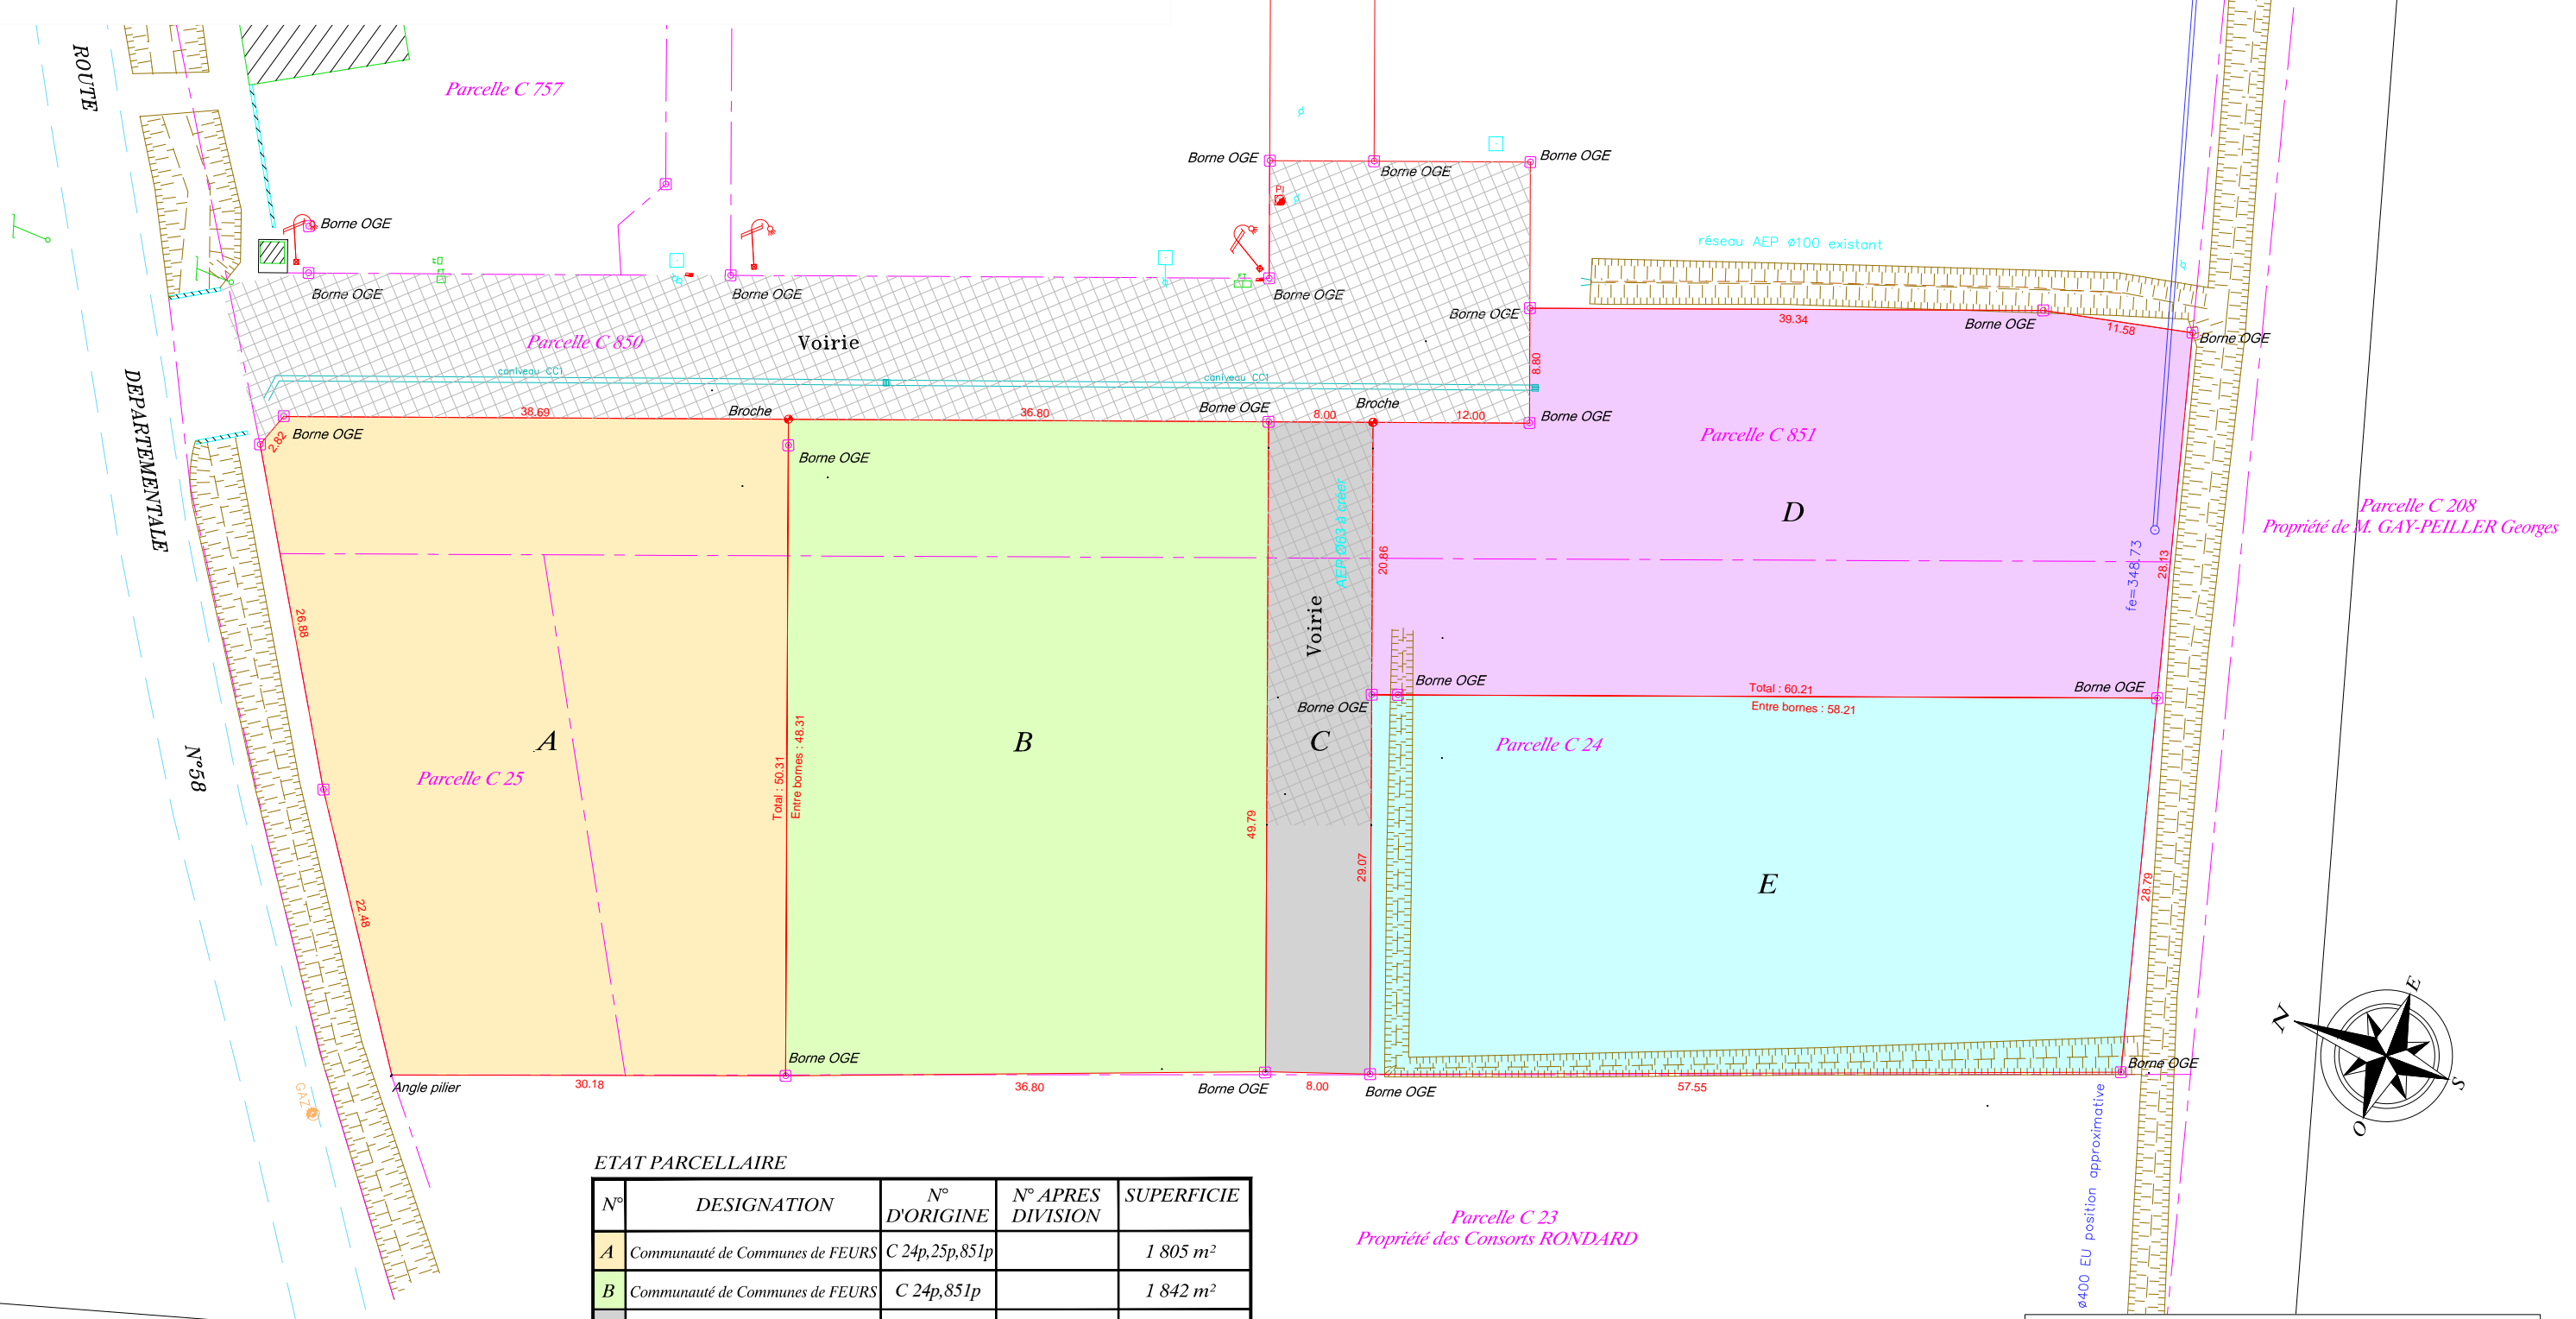 ROUTE
DEPARTEMENTALE
N°58
Parcelle C 757
Borne OGE
Borne OGE
Borne OGE
PI
Borne OGE
Borne OGE
Borne OGE
Borne OGE
réseau AEP ø100 existant
Borne OGE
39.34
Borne OGE
11.58
Borne OGE
Parcelle C 850
Voirie
caniveau CC1
caniveau CC1
8.80
2.82
Borne OGE
38.69
Broche
Borne OGE
36.80
Borne OGE
8.00
Broche
12.00
Borne OGE
Parcelle C 851
D
Parcelle C 208
Propriété de M. GAY-PEILLER Georges
AEP Ø63 à créer
20.86
fe=348.73
28.13
26.88
Voirie
Borne OGE
Borne OGE
Total : 60.21
Entre bornes : 58.21
Borne OGE
A
Parcelle C 25
Total : 50.31
Entre bornes : 48.31
B
C
Parcelle C 24
49.79
29.07
E
28.79
22.48
GAZ
Angle pilier
30.18
Borne OGE
36.80
Borne OGE
8.00
Borne OGE
57.55
Borne OGE
N
E
S
O
ø400 EU position approximative
Parcelle C 23
Propriété des Consorts RONDARD
ETAT PARCELLAIRE
N° DESIGNATION N° D'ORIGINE N° APRES DIVISION SUPERFICIE
A Communauté de Communes de FEURS C 24p,25p,851p 1 805 m²
B Communauté de Communes de FEURS C 24p,851p 1 842 m²